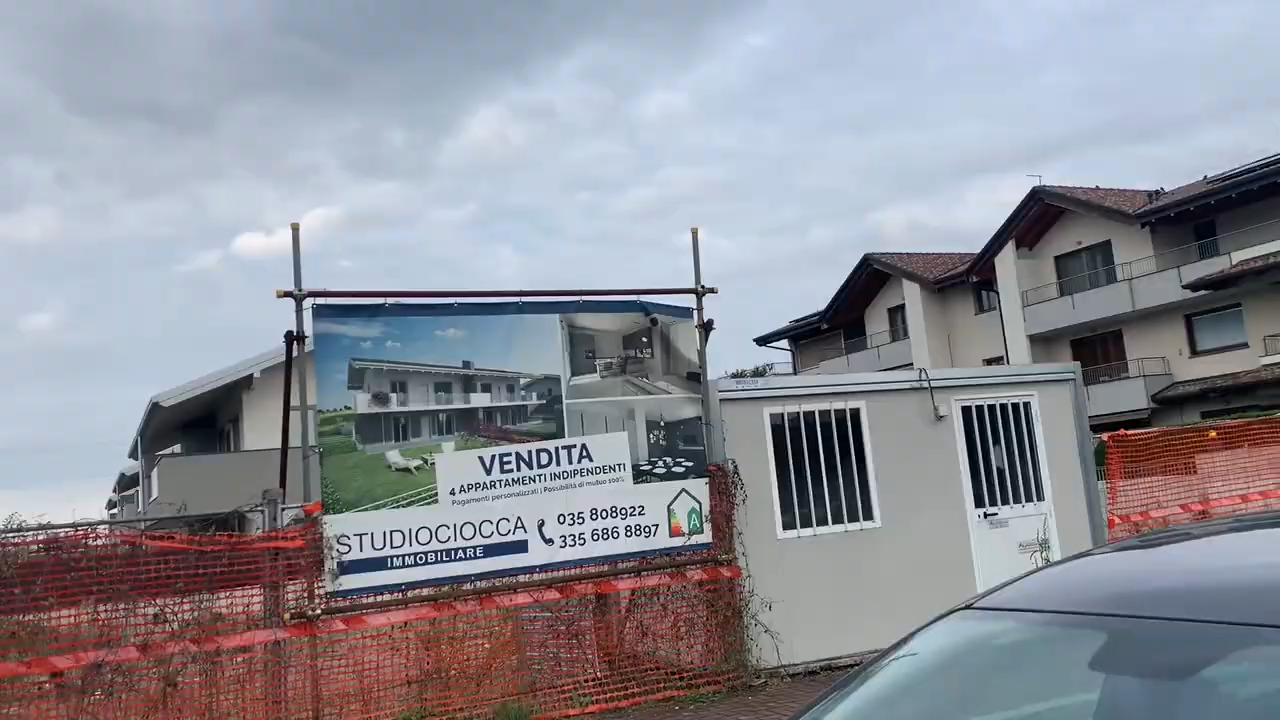 VENDITA
4 APPARTAMENTI INDIPENDENTI
Pagamenti personalizzati | Possibilità di mutuo 100%
STUDIOCIOCCA
IMMOBILIARE
035 808922
335 686 8897
A